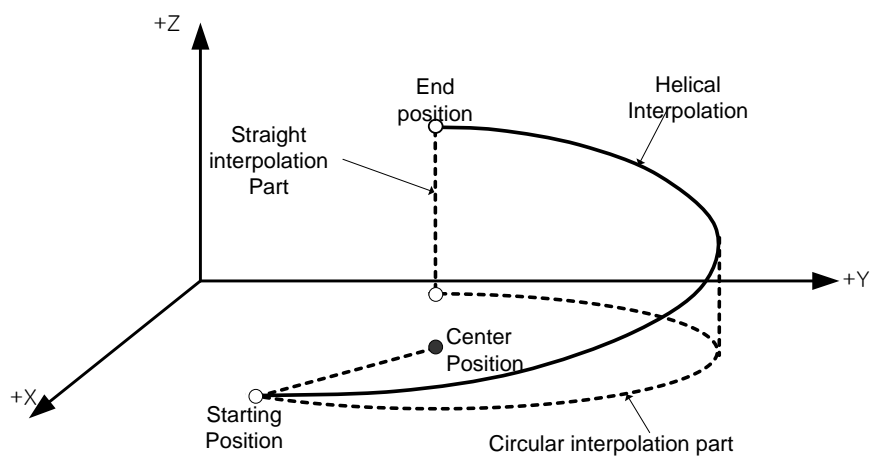 +Z
End
position
Helical
Interpolation
Straight
interpolation
Part
+Y
Center
Position
+X
Starting
Position
Circular interpolation part